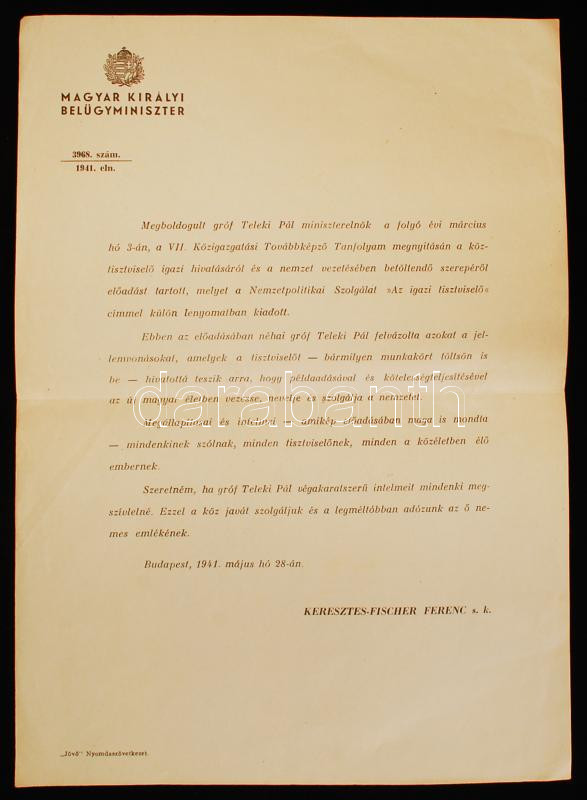 MAGYAR KIRÁLYI
BELÜGYMINISZTER
3968. szám.
1941. eln.
Megboldogult gróf Teleki Pál miniszterelnök a folyó évi március
hó 3-án, a VII. Közigazgatási Továbbképző Tanfolyam megnyitásán a köz-
tisztviselő igazi hivatásáról és a nemzet vezetésében betöltendő szerepéről
előadást tartott, melyet a Nemzetpolitikai Szolgálat »Az igazi tisztviselő«
címmel külön lenyomatban kiadott.
Ebben az előadásában néhai gróf Teleki Pál felvázolta azokat a jel-
lemvonásokat, amelyek a tisztviselőt — bármilyen munkakört töltsön is
be — hivatottá teszik arra, hogy példaadásával és kötelességteljesítésével
az új magyar életben vezesse, nevelje és szolgálja a nemzetet.
darabanth
Megállapításai és intelmei — amikép előadásában maga is mondta
— mindenkinek szólnak, minden tisztviselőnek, minden a közéletben élő
embernek.
Szeretném, ha gróf Teleki Pál végakaratszerű intelmeit mindenki meg-
szívlelné. Ezzel a köz javát szolgáljuk és a legméltóbban adózunk az ő ne-
mes emlékének.
Budapest, 1941. május hó 28-án.
KERESZTES-FISCHER FERENC s. k.
„Jövő" Nyomdaszövetkezet.